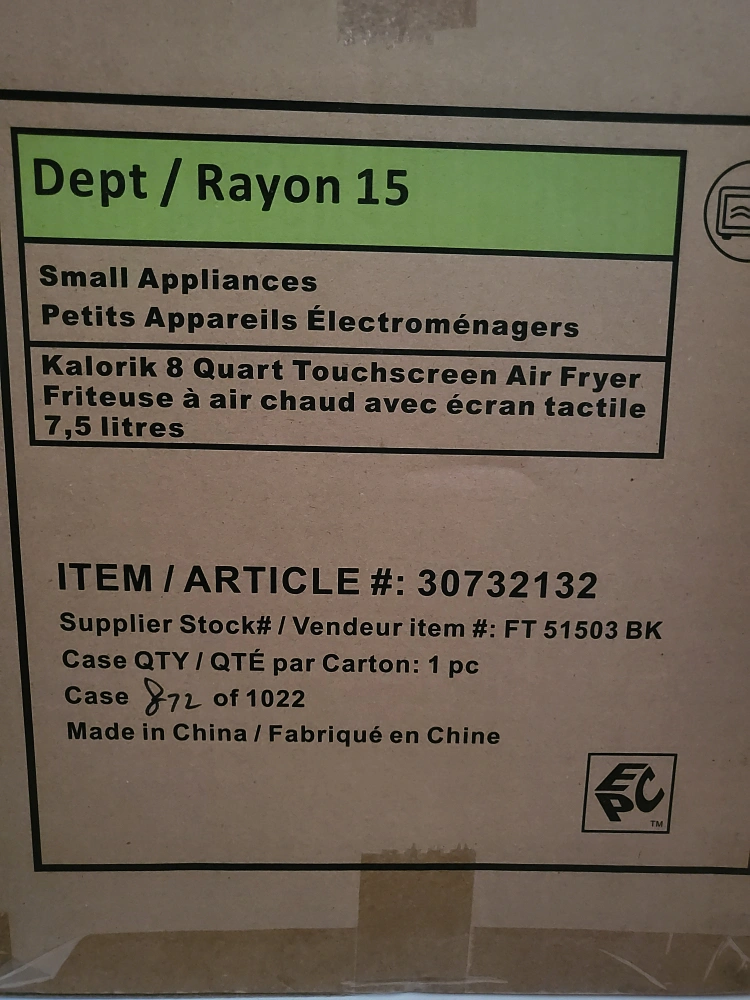 Dept / Rayon 15
Small Appliances
Petits Appareils Électroménagers
Kalorik 8 Quart Touchscreen Air Fryer
Friteuse à air chaud avec écran tactile
7,5 litres
ITEM / ARTICLE #: 30732132
Supplier Stock# / Vendeur item #: FT 51503 BK
Case QTY / QTÉ par Carton: 1 pc
Case 872 of 1022
Made in China / Fabriqué en Chine
EPC
TM